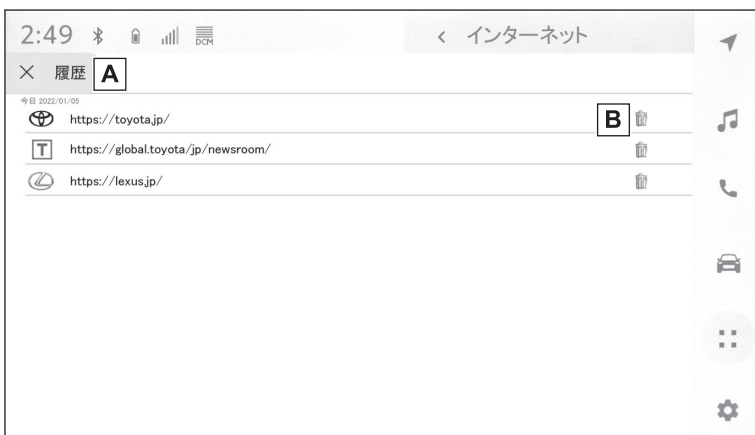 2:49 DCM < インターネット
× 履歴 A
今日 2022/01/05
https://toyota.jp/ B
T https://global.toyota/jp/newsroom/
https://lexus.jp/